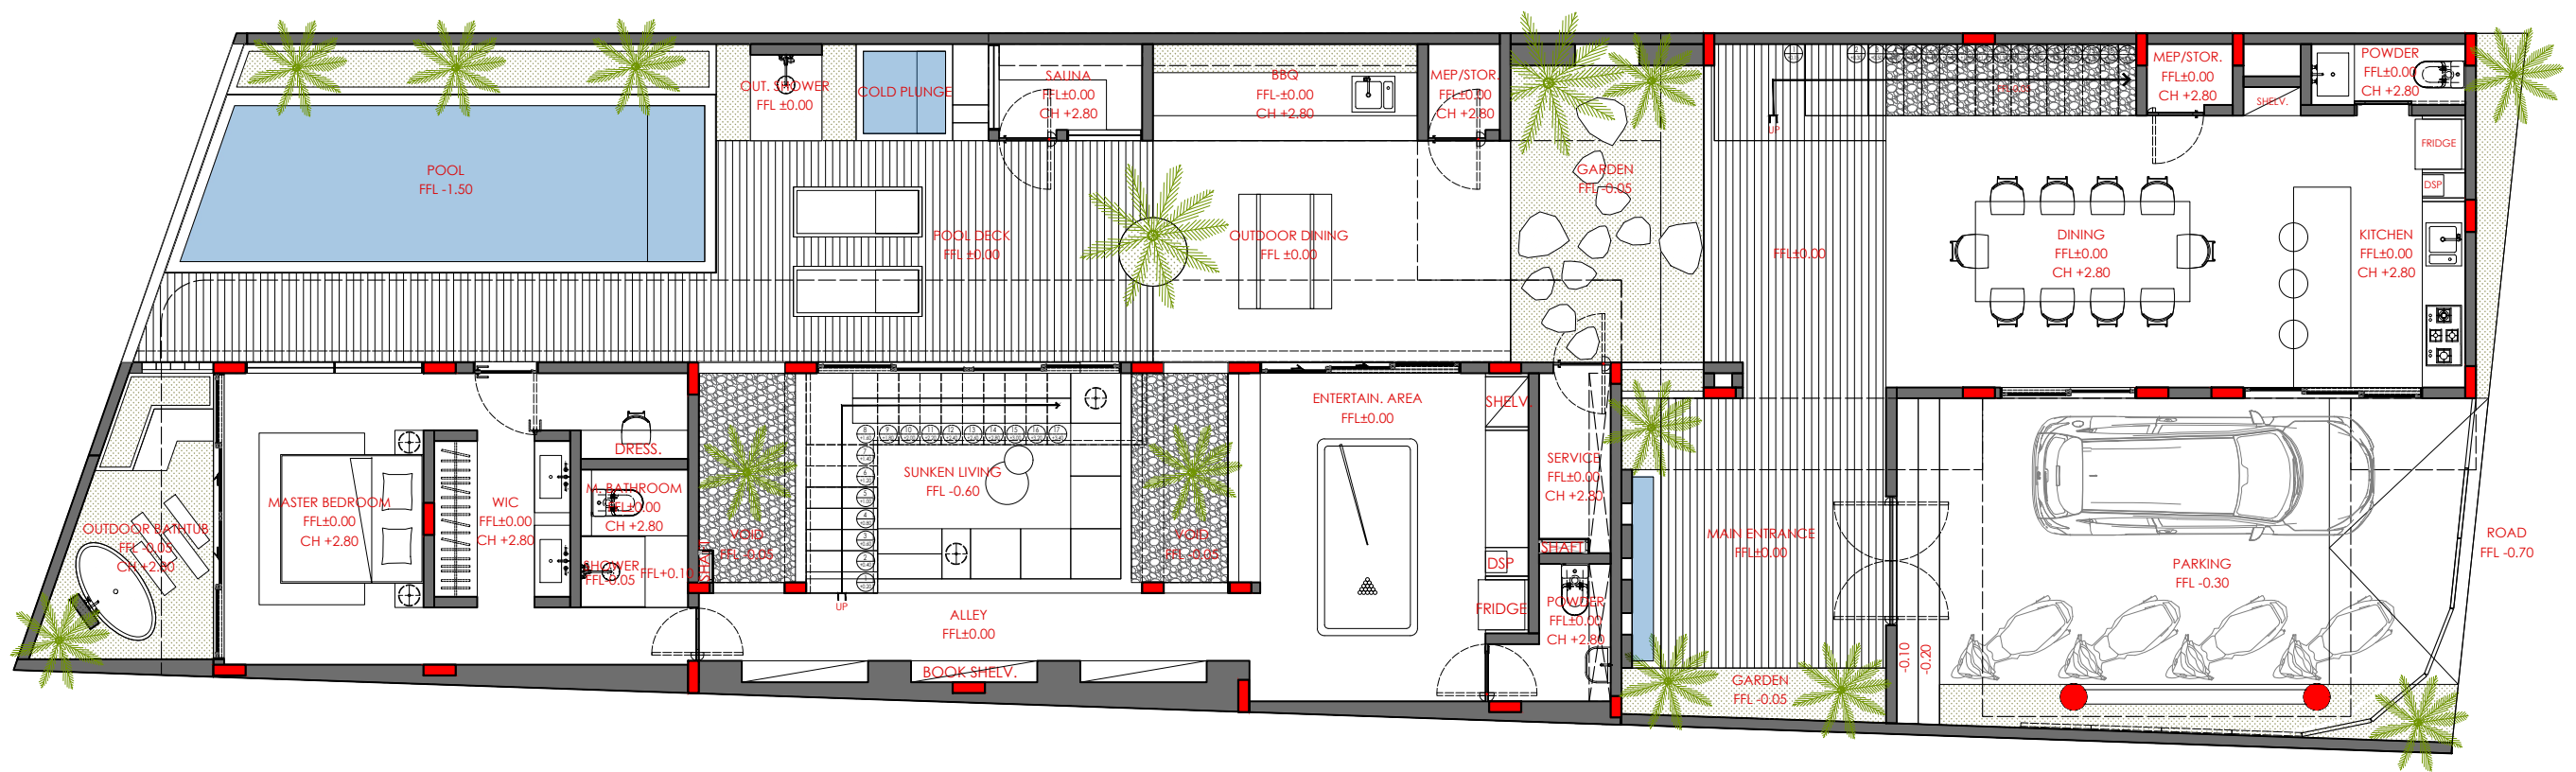 OUT. SHOWER
FFL ±0.00
COLD PLUNGE
SAUNA
FFL±0.00
CH +2.80
BBQ
FFL-±0.00
CH +2.80
MEP/STOR.
FFL±0.00
CH +2.80
MEP/STOR.
FFL±0.00
CH +2.80
SHELV.
POWDER
FFL±0.00
CH +2.80
UP
FRIDGE
DSP
POOL
FFL -1.50
GARDEN
FFL -0.05
POOL DECK
FFL ±0.00
OUTDOOR DINING
FFL ±0.00
FFL±0.00
DINING
FFL±0.00
CH +2.80
KITCHEN
FFL±0.00
CH +2.80
ENTERTAIN. AREA
FFL±0.00
SHELV.
DRESS.
SUNKEN LIVING
FFL -0.60
SERVICE
FFL±0.00
CH +2.80
MASTER BEDROOM
FFL±0.00
CH +2.80
WIC
FFL±0.00
CH +2.80
M. BATHROOM
FFL±0.00
CH +2.80
OUTDOOR BATHTUB
FFL -0.05
CH +2.80
VOID
FFL -0.05
VOID
FFL -0.05
SHAFT
MAIN ENTRANCE
FFL±0.00
ROAD
FFL -0.70
SHOWER
FFL-0.05
FFL+0.10
SHAFT
DSP
PARKING
FFL -0.30
UP
ALLEY
FFL±0.00
FRIDGE
POWDER
FFL±0.00
CH +2.80
-0.10
-0.20
BOOK SHELV.
GARDEN
FFL -0.05